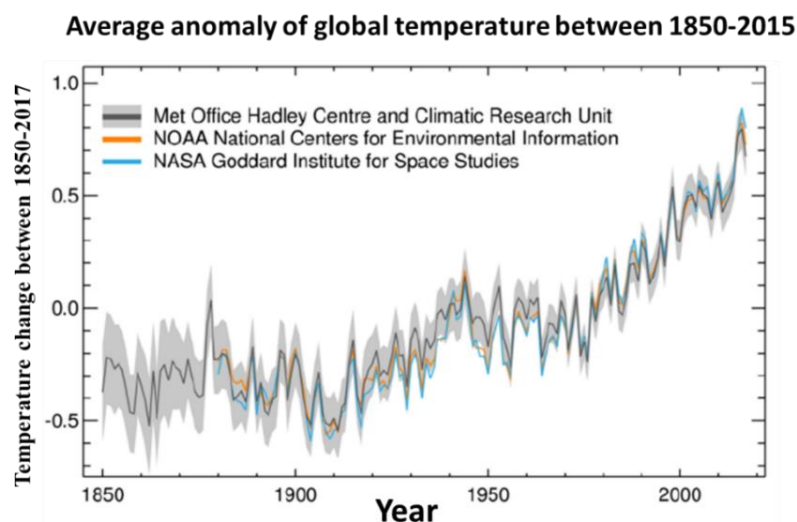 Average anomaly of global temperature between 1850-2015
Temperature change between 1850-2017
1.0
0.5
0.0
-0.5
Met Office Hadley Centre and Climatic Research Unit
NOAA National Centers for Environmental Information
NASA Goddard Institute for Space Studies
1850 1900 1950 2000
Year